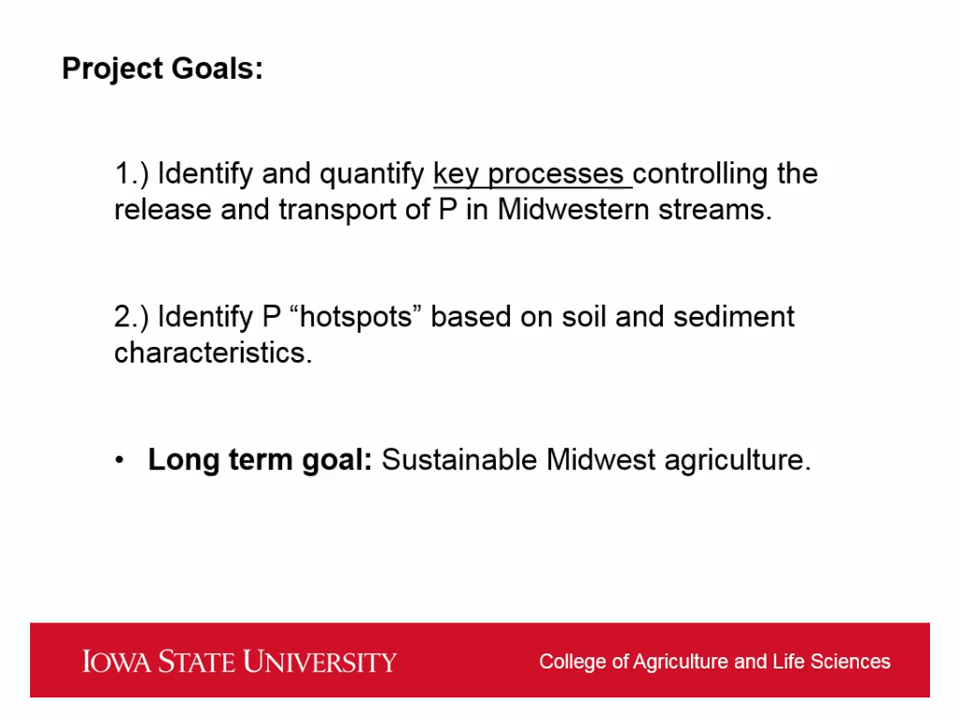 Project Goals:
1.) Identify and quantify key processes controlling the
release and transport of P in Midwestern streams.
2.) Identify P “hotspots” based on soil and sediment
characteristics.
• Long term goal: Sustainable Midwest agriculture.
IOWA STATE UNIVERSITY
College of Agriculture and Life Sciences